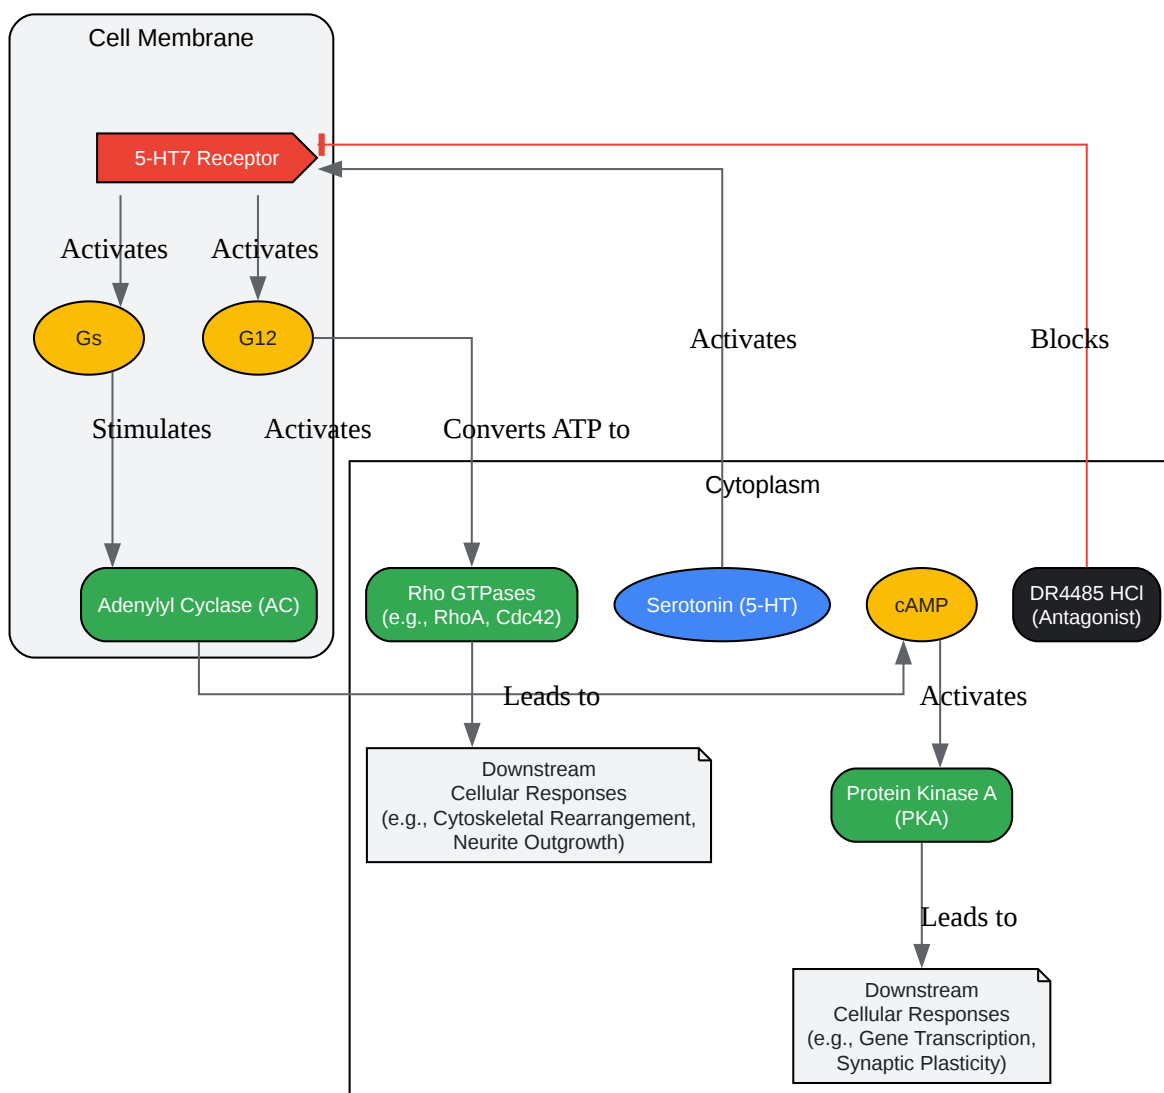 Cell Membrane
5-HT7 Receptor
Activates
Activates
Gs
G12
Activates
Blocks
Stimulates
Activates
Converts ATP to
Cytoplasm
Adenylyl Cyclase (AC)
Rho GTPases
(e.g., RhoA, Cdc42)
Serotonin (5-HT)
cAMP
DR4485 HCl
(Antagonist)
Leads to
Activates
Downstream
Cellular Responses
(e.g., Cytoskeletal Rearrangement,
Neurite Outgrowth)
Protein Kinase A
(PKA)
Leads to
Downstream
Cellular Responses
(e.g., Gene Transcription,
Synaptic Plasticity)